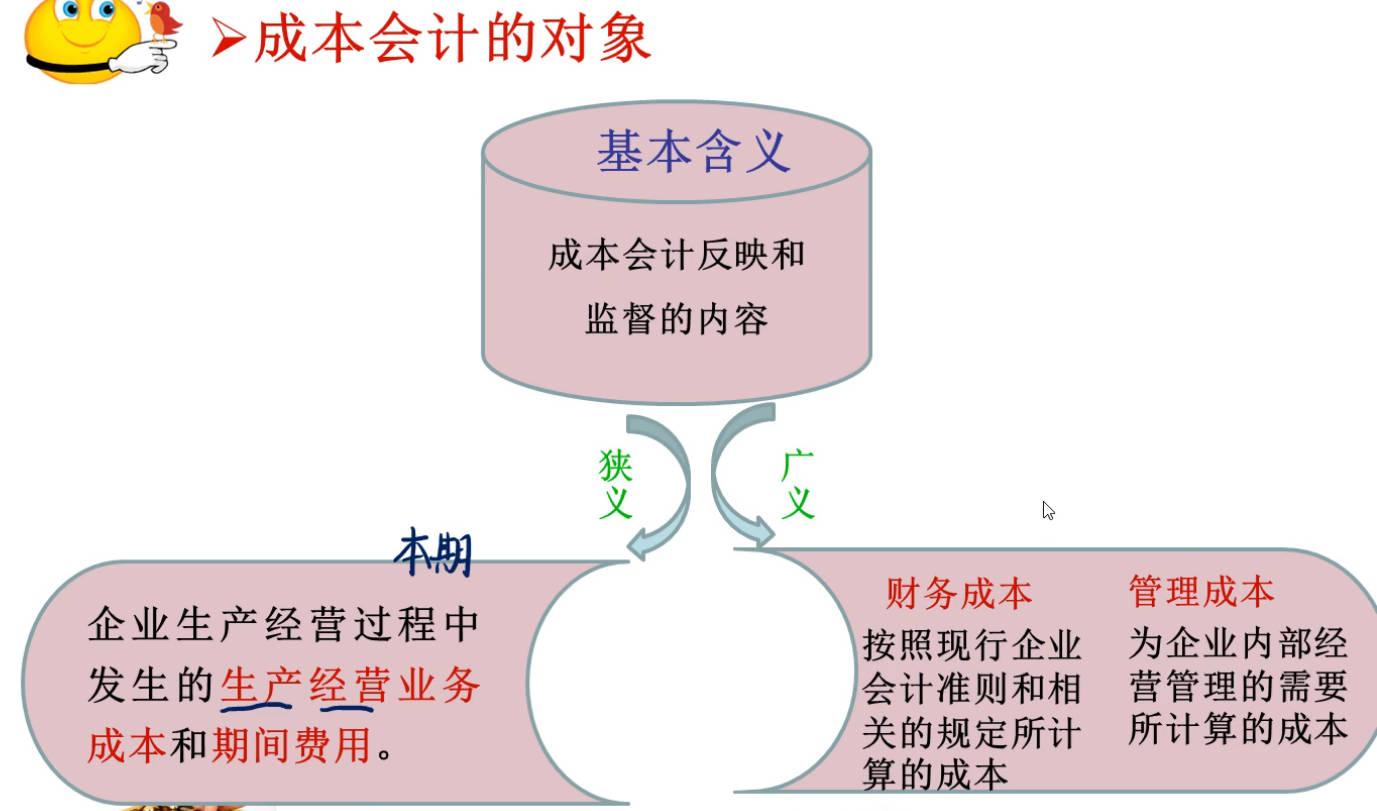 成本会计的对象
基本含义
成本会计反映和
监督的内容
狭义
广义
本期
企业生产经营过程中
发生的生产经营业务
成本和期间费用。
财务成本
按照现行企业
会计准则和相
关的规定所计
算的成本
管理成本
为企业内部经
营管理的需要
所计算的成本